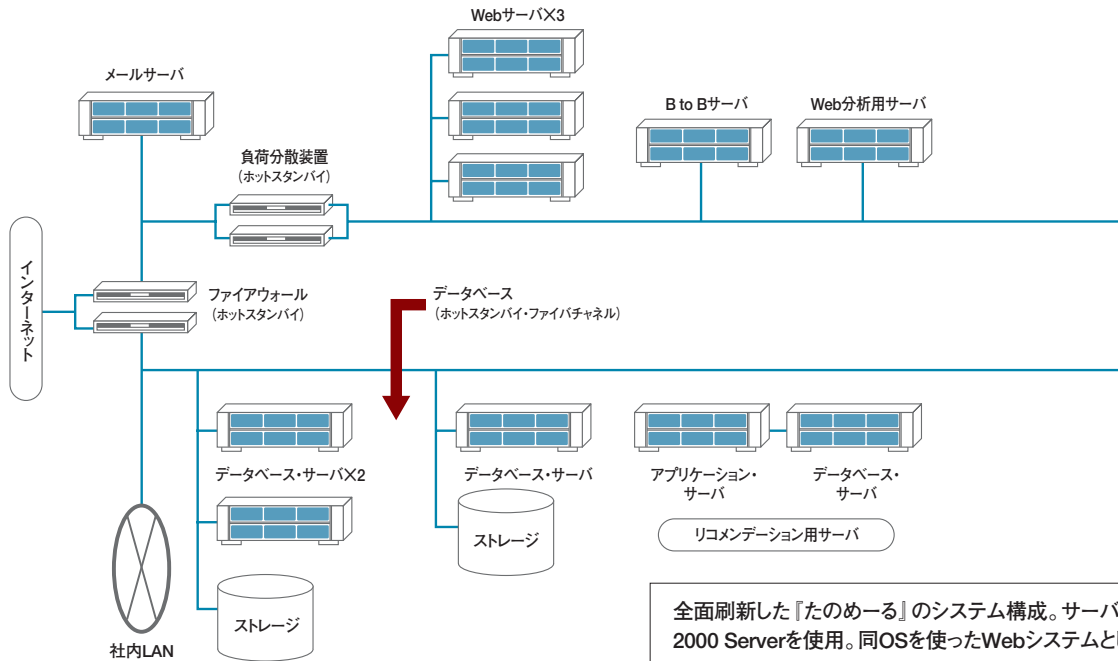 Webサーバ×3
メールサーバ
B to Bサーバ
Web分析用サーバ
負荷分散装置
(ホットスタンバイ)
インターネット
ファイアウォール
(ホットスタンバイ)
データベース
(ホットスタンバイ・ファイバチャネル)
データベース・サーバ×2
データベース・サーバ
アプリケーション・
サーバ
データベース・
サーバ
リコメンデーション用サーバ
ストレージ
ストレージ
社内LAN
全面刷新した『たのめーる』のシステム構成。サーバ
2000 Serverを使用。同OSを使ったWebシステムと